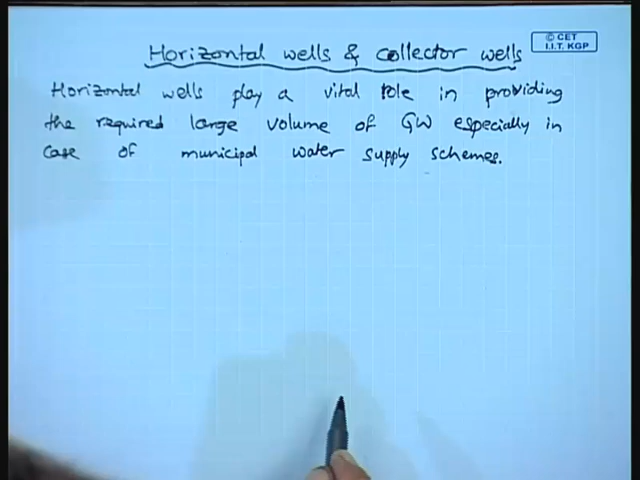 © CET
I.I.T. KGP
Horizontal wells & collector wells
Horizontal wells play a vital role in providing
the required large volume of GW especially in
case of municipal water supply schemes.